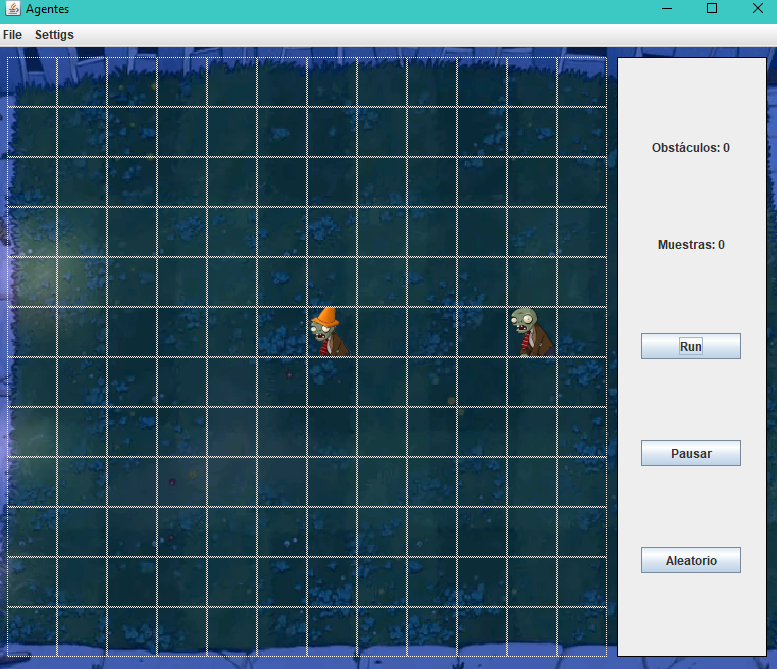 Agentes
File Settigs
Obstáculos: 0
Muestras: 0
Run
Pausar
Aleatorio